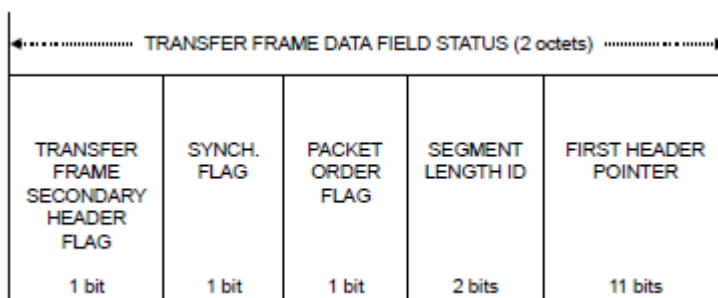 TRANSFER FRAME DATA FIELD STATUS (2 octets)
TRANSFER
FRAME
SECONDARY
HEADER
FLAG
1 bit
SYNCH.
FLAG
1 bit
PACKET
ORDER
FLAG
1 bit
SEGMENT
LENGTH ID
2 bits
FIRST HEADER
POINTER
11 bits